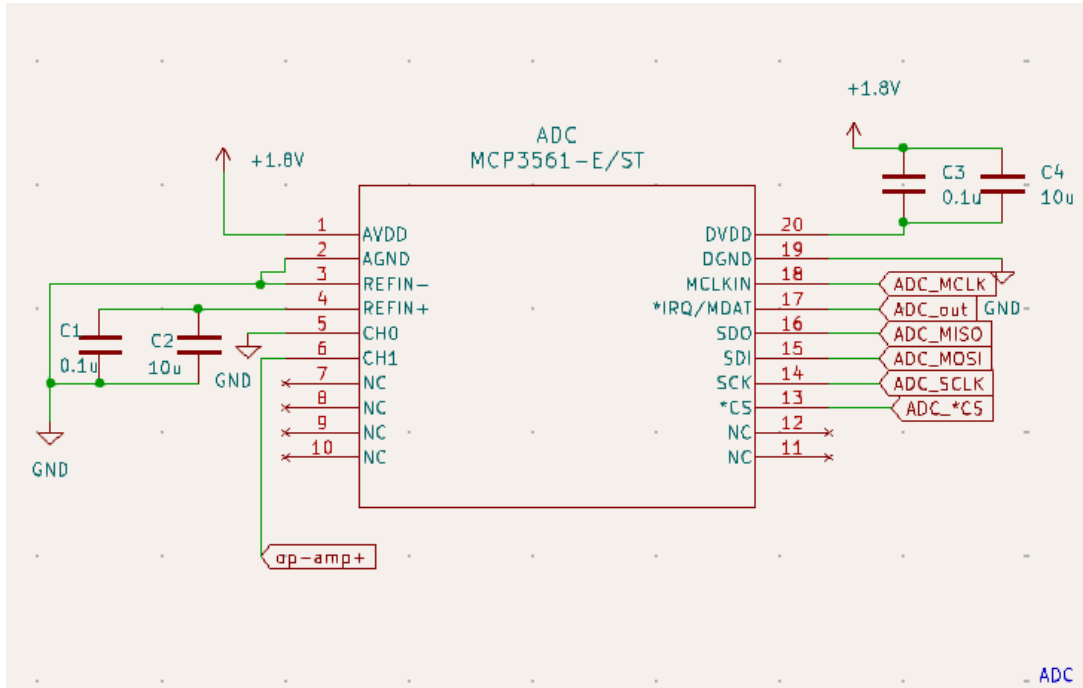 +1.8V
ADC
MCP3561-E/ST
+1.8V
C3
0.1u
C4
10u
1
AVDD
2
AGND
3
REFIN-
4
REFIN+
5
CH0
6
CH1
7
NC
8
NC
9
NC
10
NC
DVDD
20
DGND
19
MCLKIN
18
ADC_MCLK
*IRQ/MDAT
17
ADC_out
GND
SDO
16
ADC_MISO
SDI
15
ADC_MOSI
SCK
14
ADC_SCLK
*CS
13
ADC_*CS
NC
12
NC
11
C1
0.1u
C2
10u
GND
GND
op-amp+
ADC